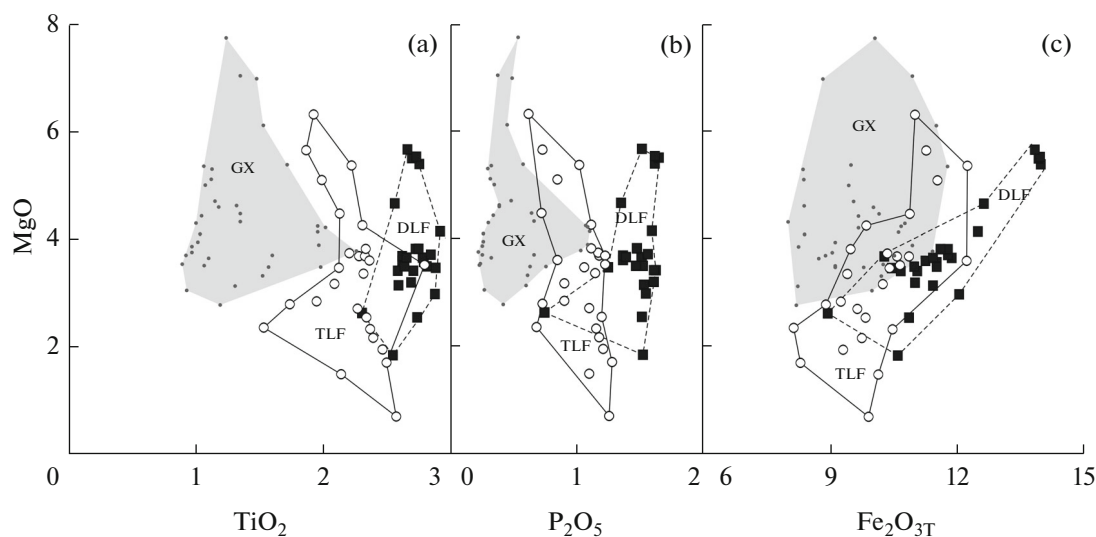 8
(a)
(b)
(c)
6
GX
GX
GX
MgO
4
DLF
DLF
DLF
2
TLF
TLF
TLF
0
1
2
3
0
1
2
6
9
12
15
TiO₂
P₂O₅
Fe₂O₃T